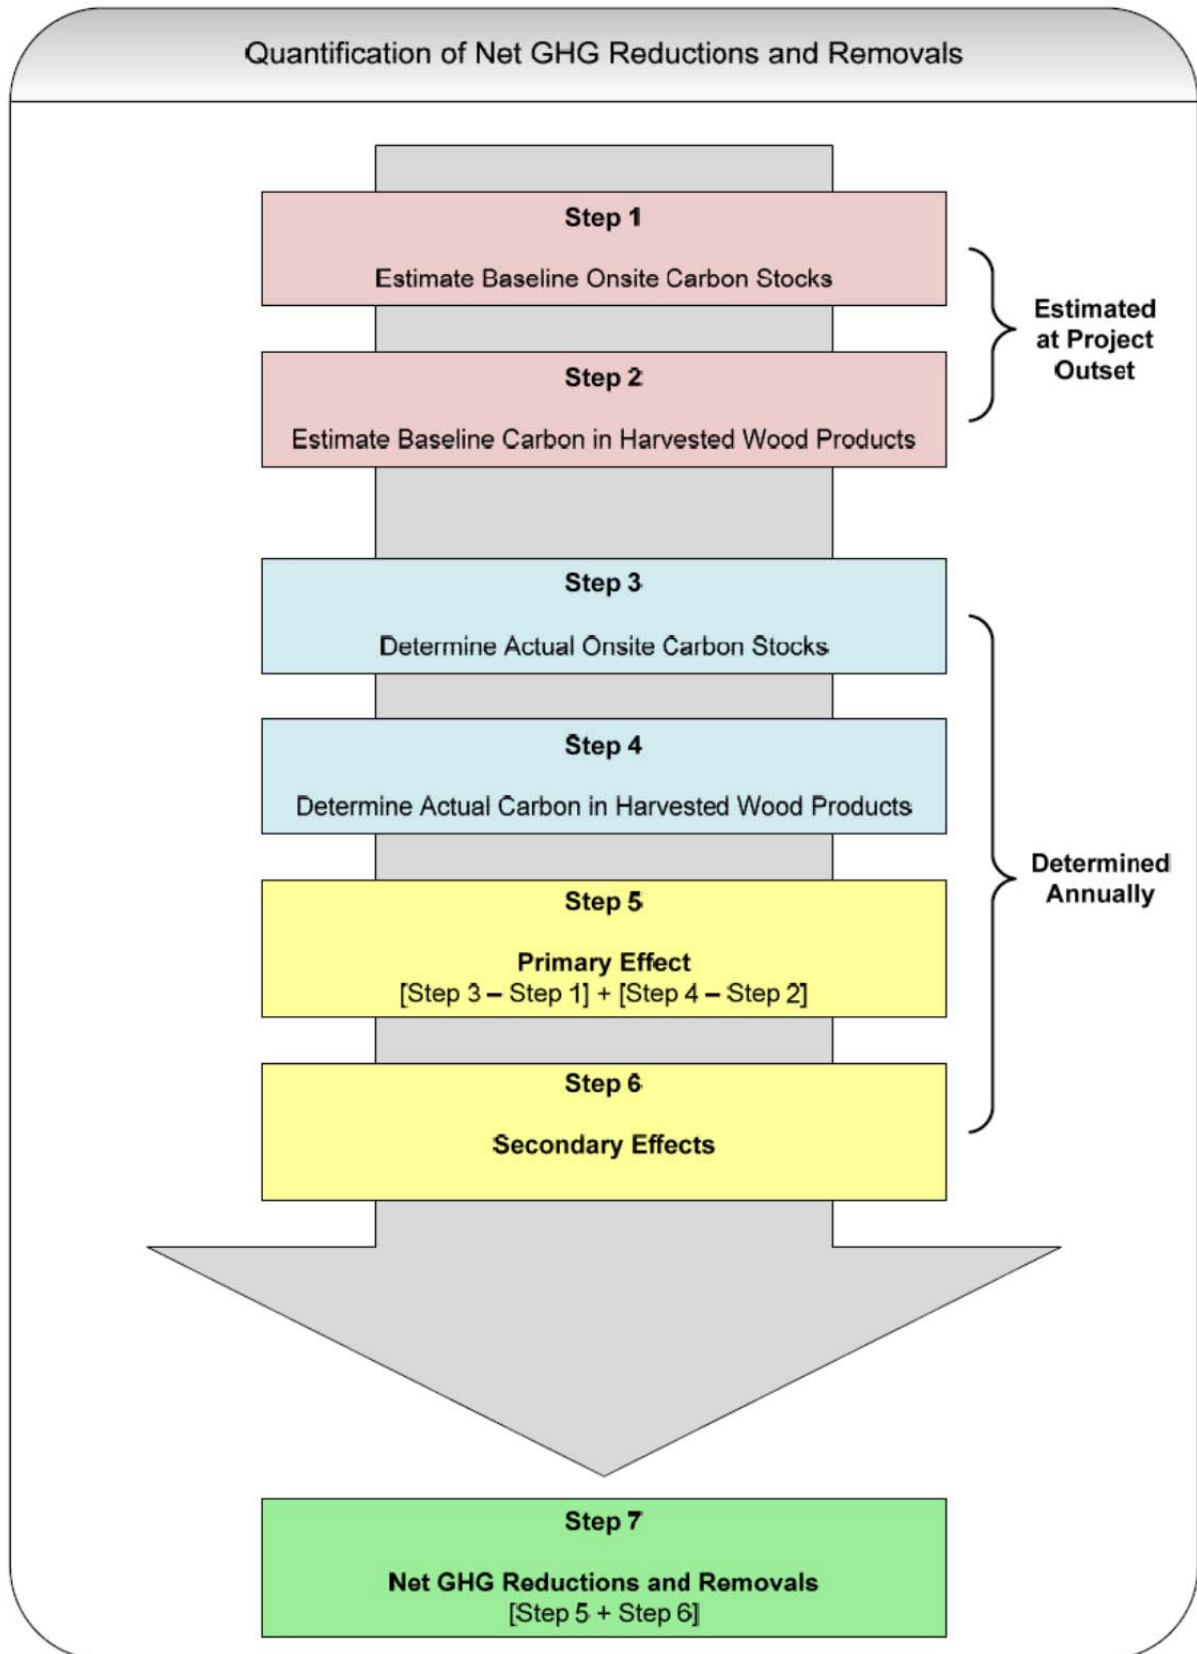 Quantification of Net GHG Reductions and Removals
Step 1
Estimate Baseline Onsite Carbon Stocks
Step 2
Estimate Baseline Carbon in Harvested Wood Products
Estimated
at Project
Outset
Step 3
Determine Actual Onsite Carbon Stocks
Step 4
Determine Actual Carbon in Harvested Wood Products
Step 5
Primary Effect
[Step 3 – Step 1] + [Step 4 – Step 2]
Step 6
Secondary Effects
Determined
Annually
Step 7
Net GHG Reductions and Removals
[Step 5 + Step 6]